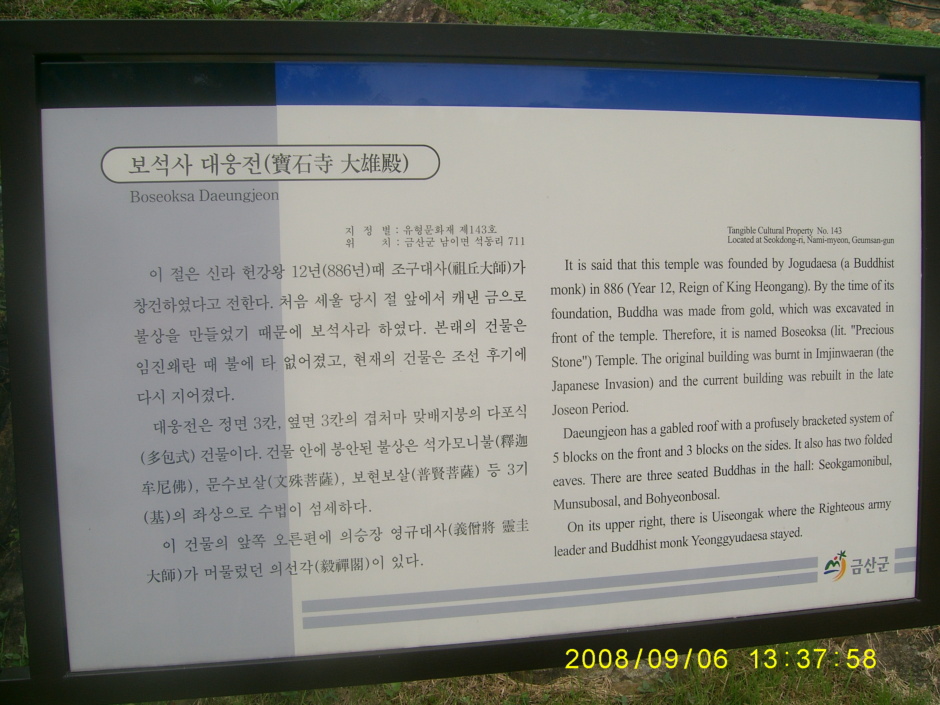 보석사 대웅전(寶石寺 大雄殿)
Boseoksa Daeungjeon
지 정 별 : 유형문화재 제143호
위 치 : 금산군 남이면 석동리 711
이 절은 신라 헌강왕 12년(886년)때 조구대사(祖丘大師)가
창건하였다고 전한다. 처음 세울 당시 절 앞에서 캐낸 금으로
불상을 만들었기 때문에 보석사라 하였다. 본래의 건물은
임진왜란 때 불에 타 없어졌고, 현재의 건물은 조선 후기에
다시 지어졌다.
대웅전은 정면 3칸, 옆면 3칸의 겹처마 맞배지붕의 다포식
(多包式) 건물이다. 건물 안에 봉안된 불상은 석가모니불(釋迦
牟尼佛), 문수보살(文殊菩薩), 보현보살(普賢菩薩) 등 3기
(基)의 좌상으로 수법이 섬세하다.
이 건물의 앞쪽 오른편에 의승장 영규대사(義僧將 靈圭
大師)가 머물렀던 의선각(毅禪閣)이 있다.
Tangible Cultural Property No. 143
Located at Seokdong-ri, Nami-myeon, Geumsan-gun
It is said that this temple was founded by Jogudaesa (a Buddhist
monk) in 886 (Year 12, Reign of King Heongang). By the time of its
foundation, Buddha was made from gold, which was excavated in
front of the temple. Therefore, it is named Boseoksa (lit. "Precious
Stone") Temple. The original building was burnt in Imjinwaeran (the
Japanese Invasion) and the current building was rebuilt in the late
Joseon Period.
Daeungjeon has a gabled roof with a profusely bracketed system of
5 blocks on the front and 3 blocks on the sides. It also has two folded
eaves. There are three seated Buddhas in the hall: Seokgamonibul,
Munsubosal, and Bohyeonbosal.
On its upper right, there is Uiseongak where the Righteous army
leader and Buddhist monk Yeonggyudaesa stayed.
금산군
2008/09/06 13:37:58